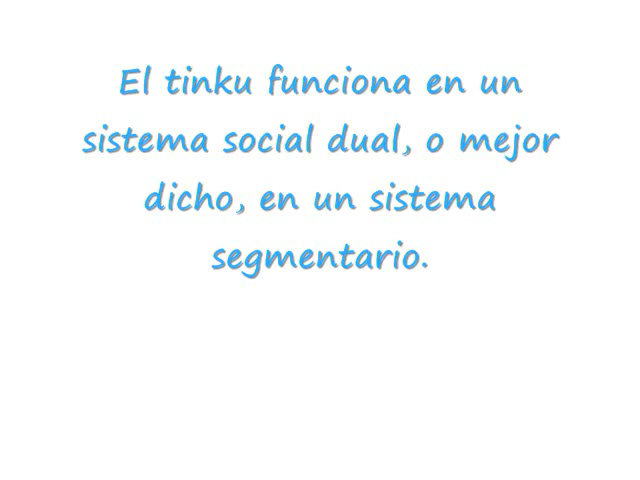 El tinku funciona en un
sistema social dual, o mejor
dicho, en un sistema
segmentario.